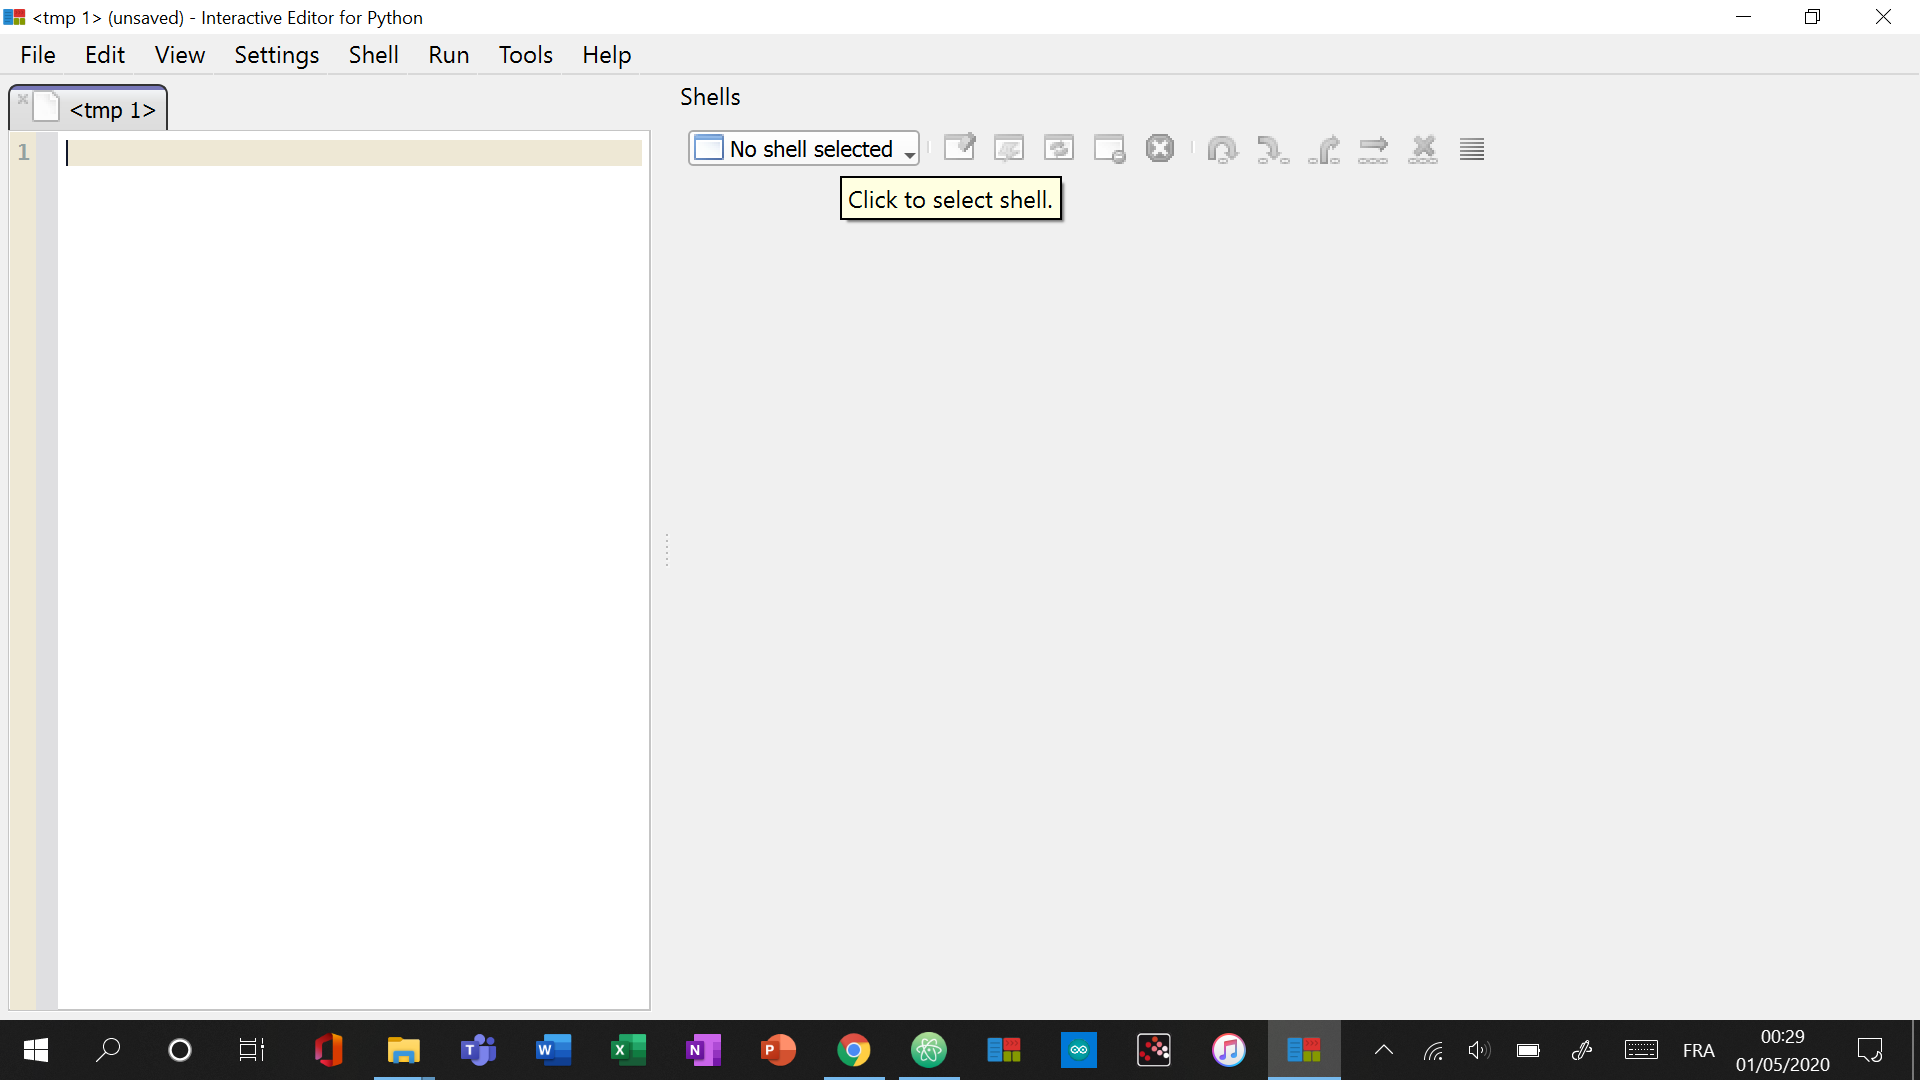 <tmp 1> (unsaved) - Interactive Editor for Python
File Edit View Settings Shell Run Tools Help
<tmp 1>
Shells
1
No shell selected
Click to select shell.
T W X N P
FRA
00:29
01/05/2020